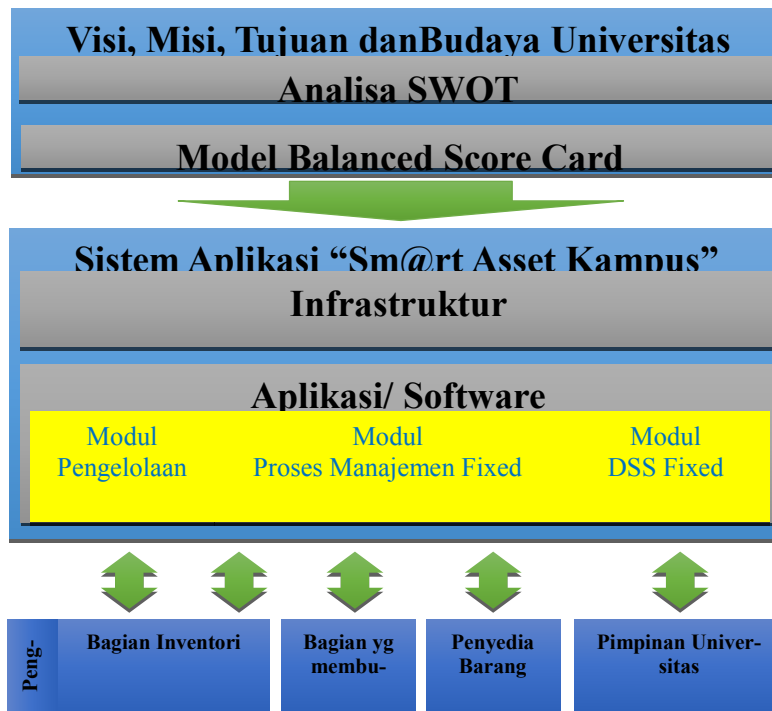 Visi, Misi, Tujuan danBudaya Universitas
Analisa SWOT
Model Balanced Score Card
Sistem Aplikasi “Sm@rt Asset Kampus”
Infrastruktur
Aplikasi/ Software
Modul
Pengelolaan
Modul
Proses Manajemen Fixed
Modul
DSS Fixed
Peng-
Bagian Inventori
Bagian yg
membu-
Penyedia
Barang
Pimpinan Univer-
sitas